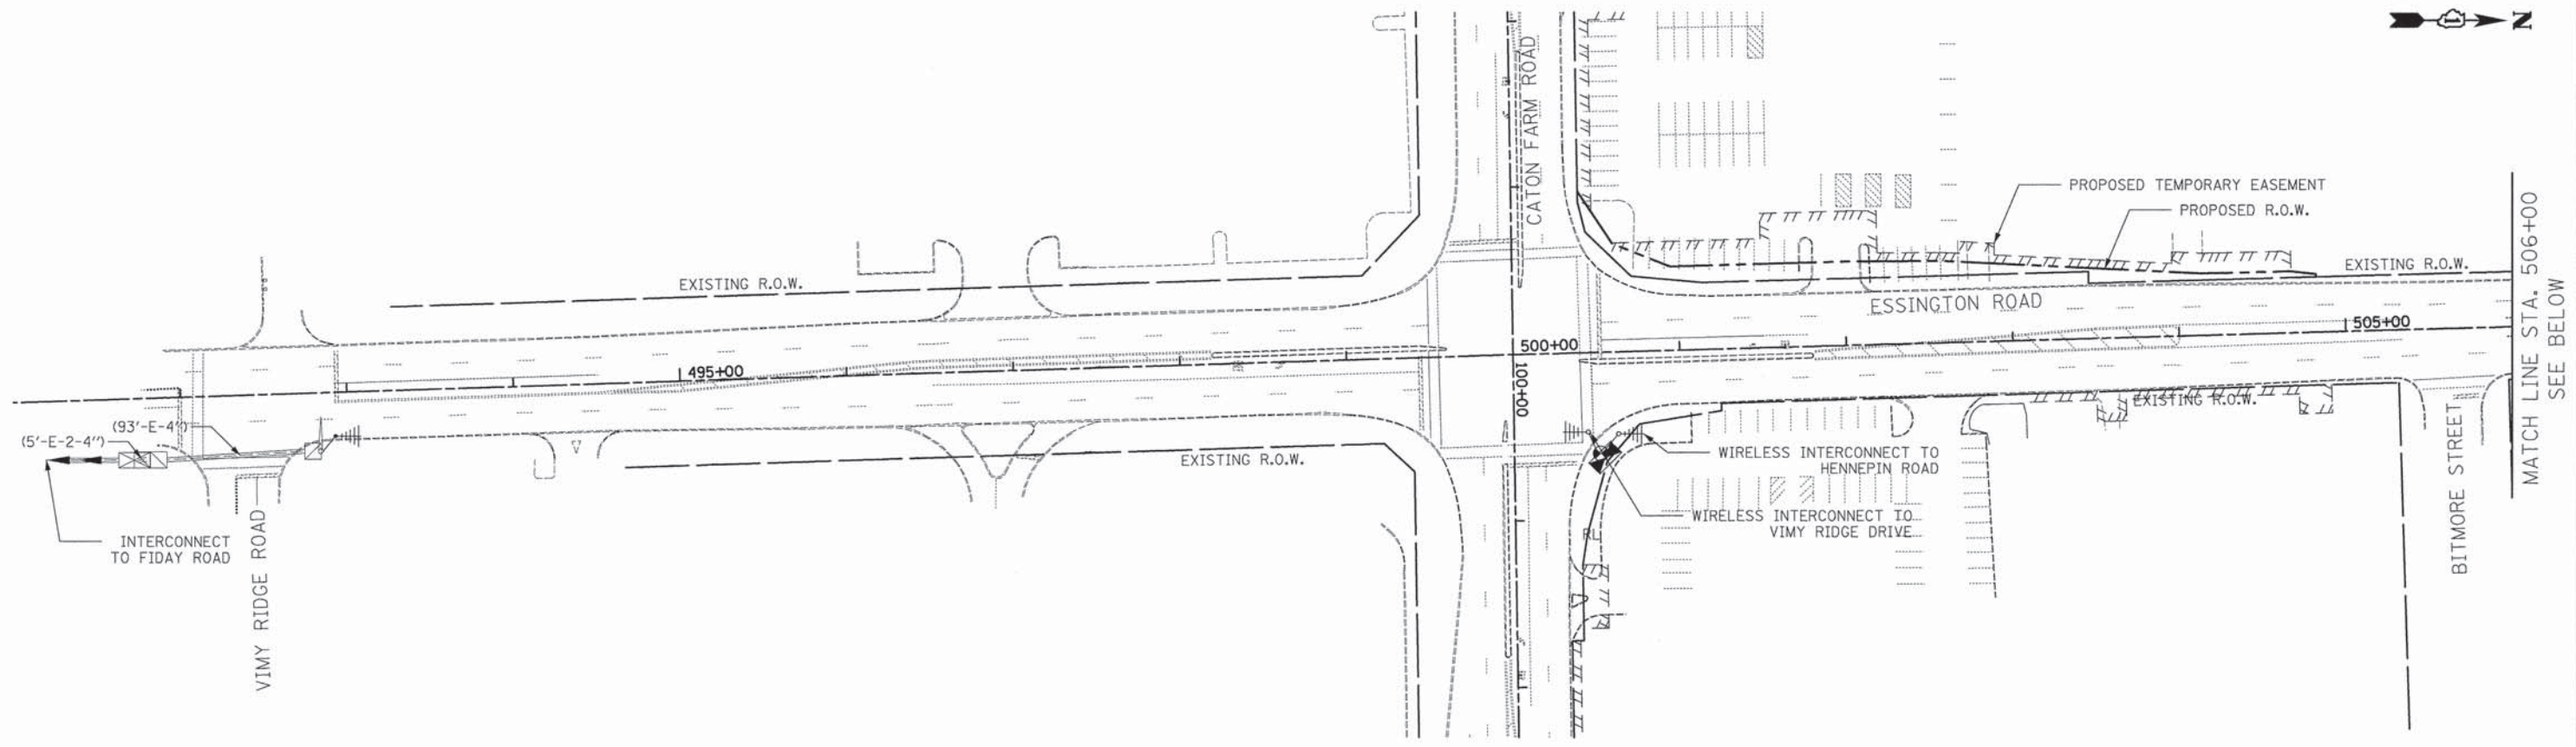 N
CATON FARM ROAD
PROPOSED TEMPORARY EASEMENT
PROPOSED R.O.W.
EXISTING R.O.W.
EXISTING R.O.W.
ESSINGTON ROAD
505+00
500+00
495+00
100+00
MATCH LINE STA. 506+00
SEE BELOW
EXISTING R.O.W.
(93'-E-4")
(5'-E-2-4")
EXISTING R.O.W.
WIRELESS INTERCONNECT TO
HENNEPIN ROAD
WIRELESS INTERCONNECT TO
VIMY RIDGE DRIVE
INTERCONNECT
TO FIDAY ROAD
VIMY RIDGE ROAD
BITMORE STREET